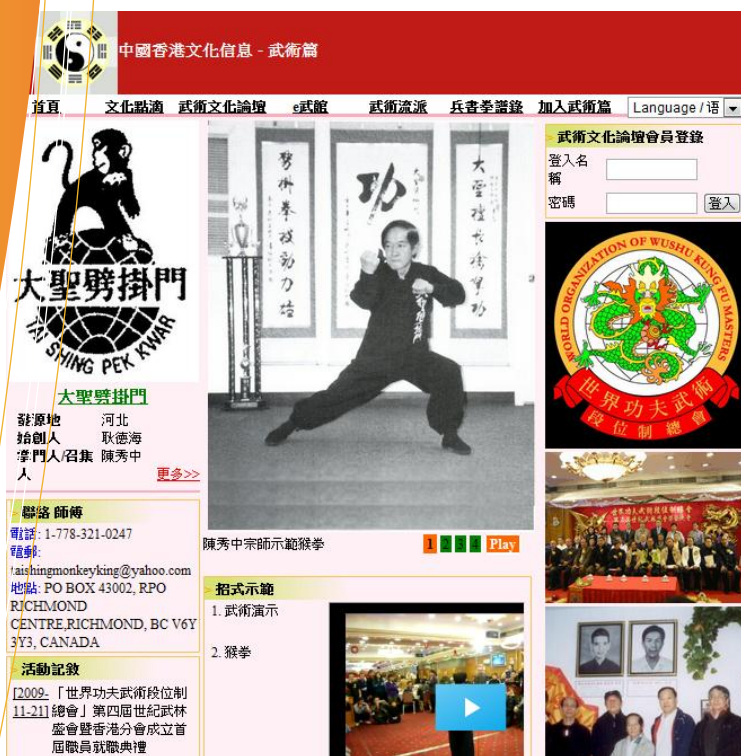 中國香港文化信息 - 武術篇
首頁 文化點滴 武術文化論壇 e武館 武術流派 兵書拳譜錄 加入武術篇 Language / 语
大聖劈掛門
TAI SHING PEK KWAR
大聖劈掛門
發源地 河北
始創人 耿德海
掌門人/召集人 陳秀中
更多>>
聯絡 師傅
電話: 1-778-321-0247
電郵:
taishingmonkeyking@yahoo.com
地點: PO BOX 43002, RPO
RICHMOND
CENTRE,RICHMOND, BC V6Y
3Y3, CANADA
活動記敘
[2009-11-21] 「世界功夫武術段位制
總會」第四屆世紀武林
盛會暨香港分會成立首
屆職員就職典禮
劈掛拳攻勁力培
功
大聖
陳秀中宗師示範猴拳
1 2 3 4 Play
招式示範
1. 武術演示
2. 猴拳
武術文化論壇會員登錄
登入名
稱
密碼
登入
WORLD ORGANIZATION OF WUSHU KUNG FU MASTERS
世界功夫武術
段位制總會